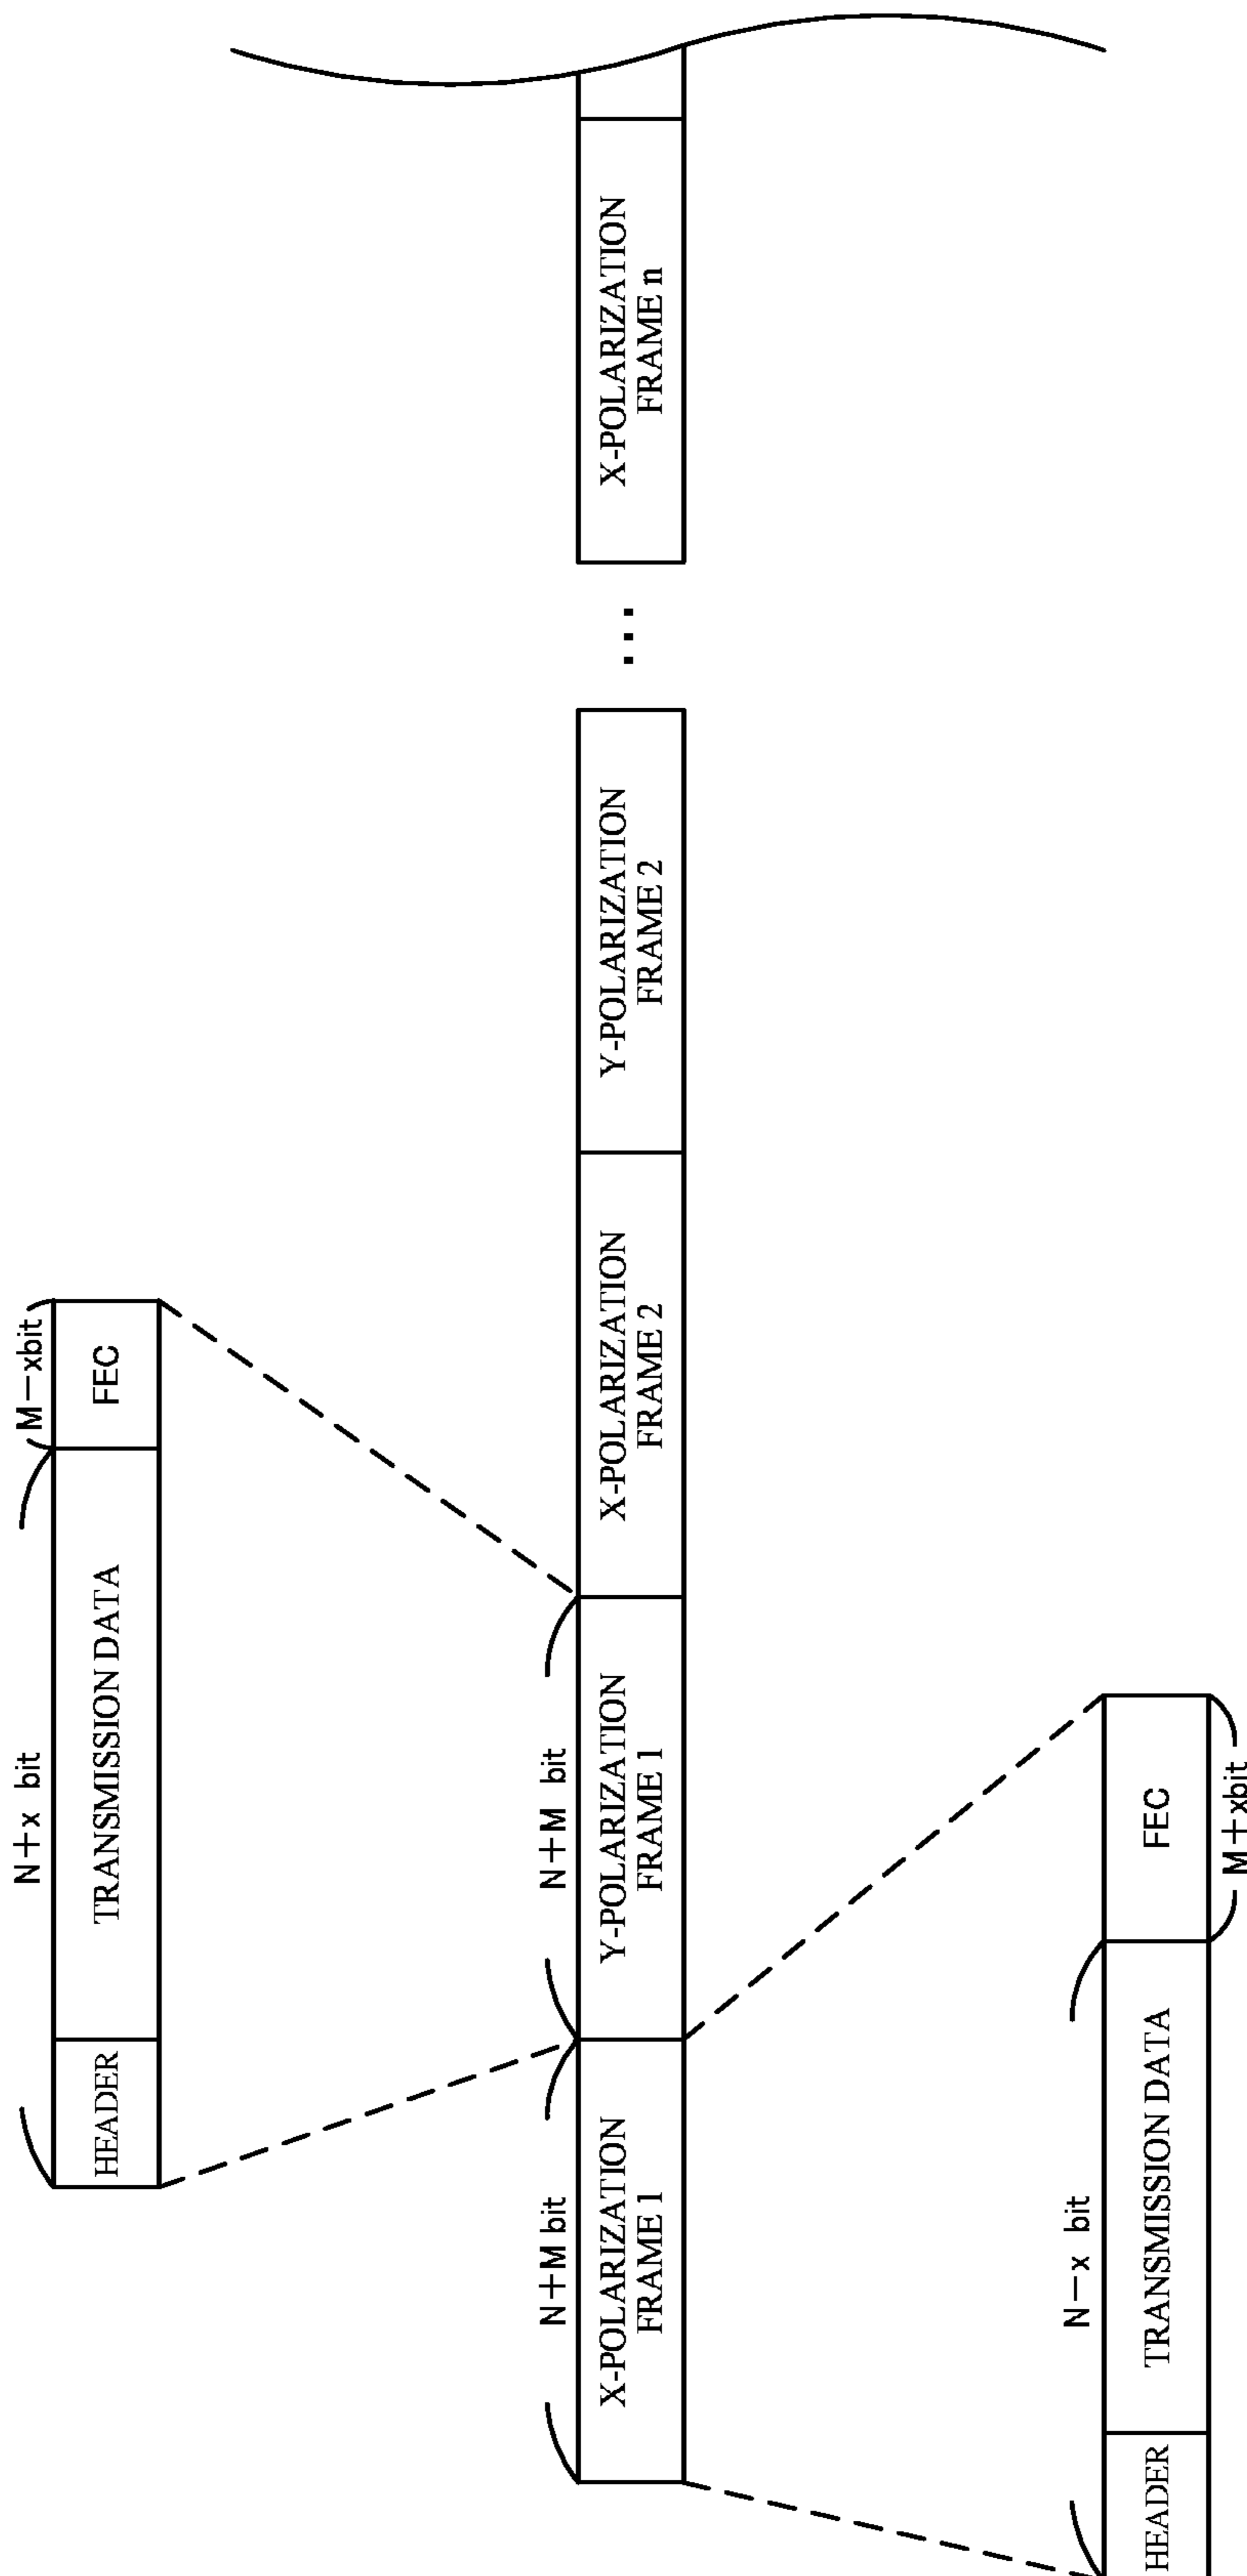 N+x bit
M-xbit
HEADER
TRANSMISSION DATA
FEC
N+M bit
N+M bit
X-POLARIZATION
FRAME 1
Y-POLARIZATION
FRAME 1
X-POLARIZATION
FRAME 2
Y-POLARIZATION
FRAME 2
...
X-POLARIZATION
FRAME n
N-x bit
HEADER
TRANSMISSION DATA
FEC
M+xbit